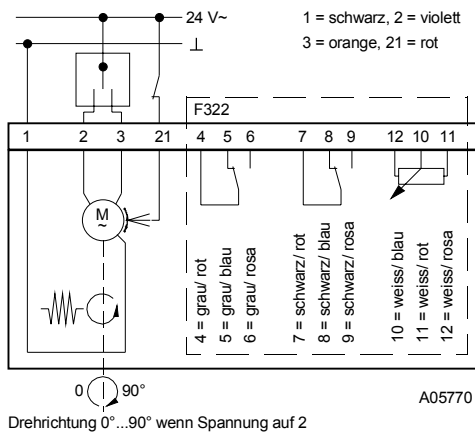 24 V~
⊥
1 = schwarz, 2 = violett
3 = orange, 21 = rot
F322
1 2 3 21 4 5 6 7 8 9 12 10 11
M
~
4 = grau/ rot
5 = grau/ blau
6 = grau/ rosa
7 = schwarz/ rot
8 = schwarz/ blau
9 = schwarz/ rosa
10 = weiss/ blau
11 = weiss/ rot
12 = weiss/ rosa
0 90°
A05770
Drehrichtung 0°...90° wenn Spannung auf 2